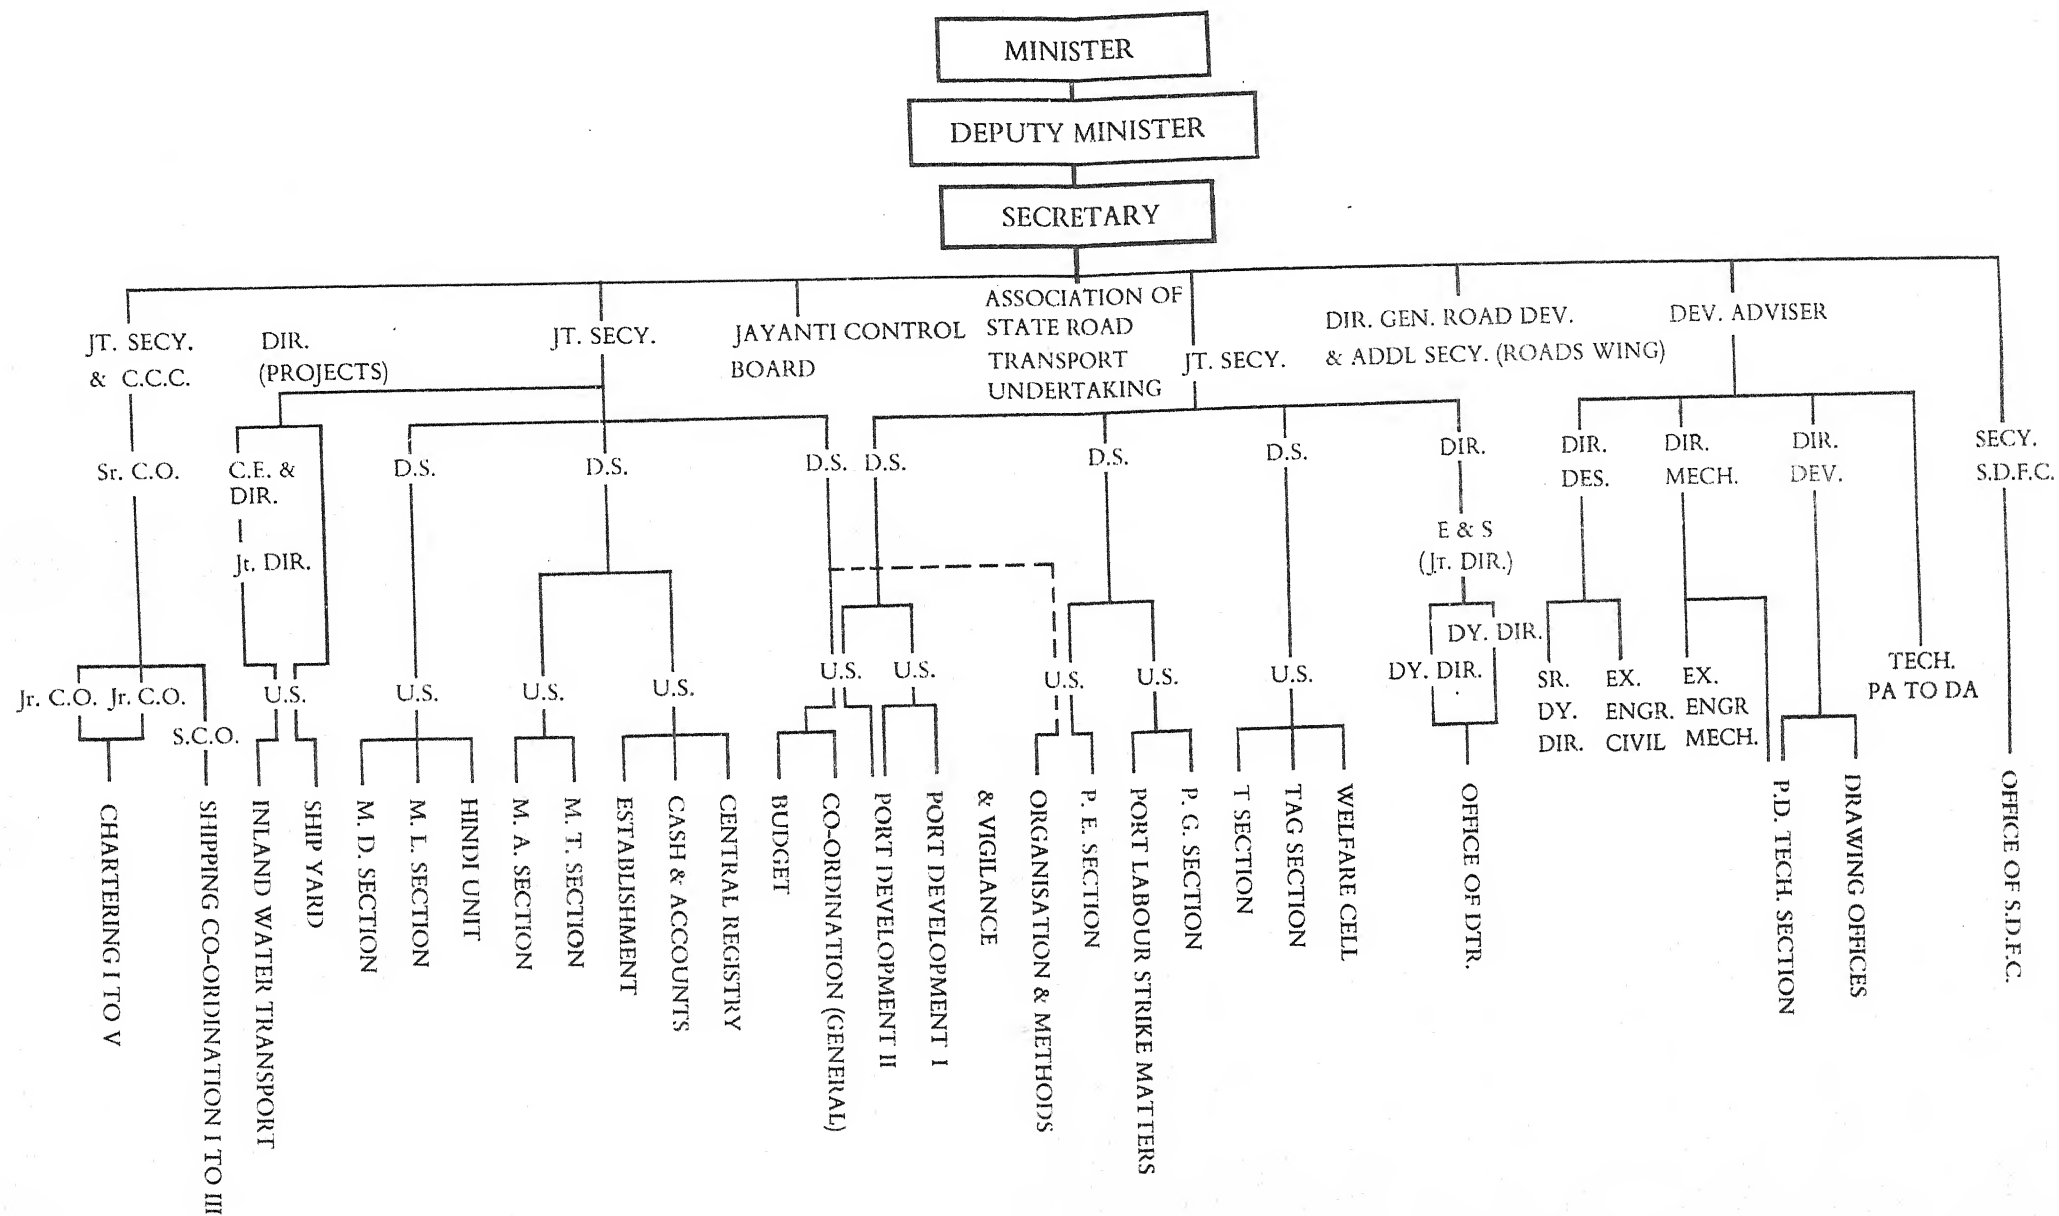 MINISTER
DEPUTY MINISTER
SECRETARY
JT. SECY.
& C.C.C.
DIR.
(PROJECTS)
JT. SECY.
JAYANTI CONTROL
BOARD
ASSOCIATION OF
STATE ROAD
TRANSPORT
UNDERTAKING
JT. SECY.
DIR. GEN. ROAD DEV.
& ADDL SECY. (ROADS WING)
DEV. ADVISER
Sr. C.O.
C.E. &
DIR.
Jt. DIR.
D.S.
D.S.
D.S.
D.S.
D.S.
D.S.
DIR.
E & S
(Jt. DIR.)
DIR.
DES.
DIR.
MECH.
DIR.
DEV.
SECY.
S.D.F.C.
Jr. C.O.
Jr. C.O.
S.C.O.
U.S.
U.S.
U.S.
U.S.
U.S.
U.S.
U.S.
U.S.
U.S.
DY. DIR.
DY. DIR.
SR.
DY.
DIR.
EX.
ENGR.
CIVIL
EX.
ENGR
MECH.
TECH.
PA TO DA
CHARTERING I TO V
SHIPPING CO-ORDINATION I TO III
INLAND WATER TRANSPORT
SHIP YARD
M. D. SECTION
M. L. SECTION
HINDI UNIT
M. A. SECTION
M. T. SECTION
ESTABLISHMENT
CASH & ACCOUNTS
CENTRAL REGISTRY
BUDGET
CO-ORDINATION (GENERAL)
PORT DEVELOPMENT II
PORT DEVELOPMENT I
ORGANISATION & METHODS
& VIGILANCE
P. E. SECTION
PORT LABOUR STRIKE MATTERS
P. G. SECTION
T SECTION
TAG SECTION
WELFARE CELL
OFFICE OF DTR.
P.D. TECH. SECTION
DRAWING OFFICES
OFFICE OF S.D.F.C.